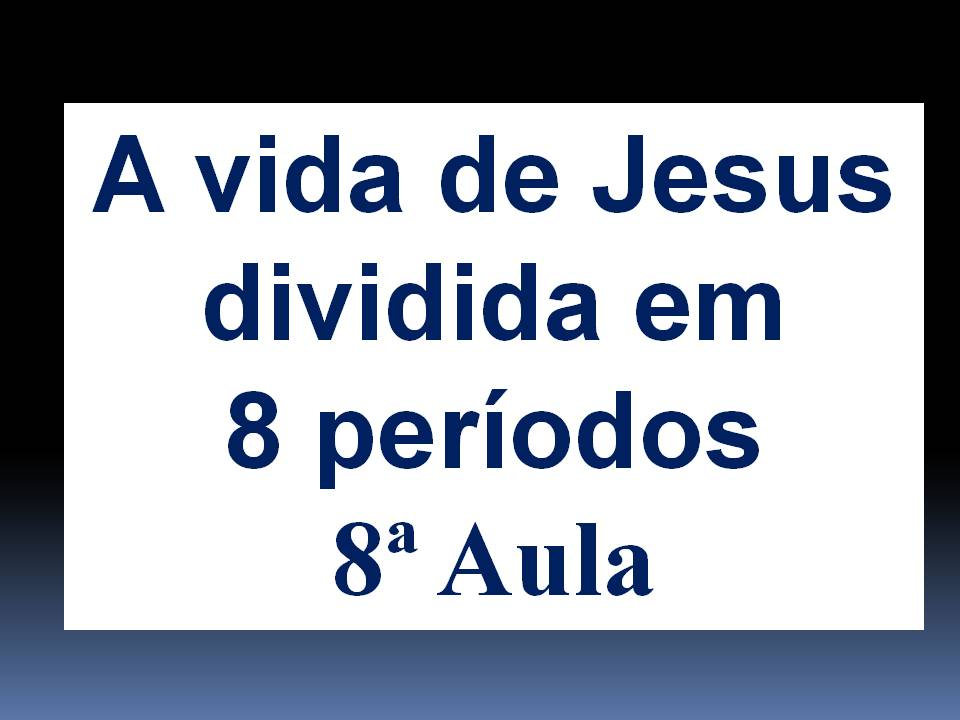 A vida de Jesus
dividida em
8 períodos
8ª Aula